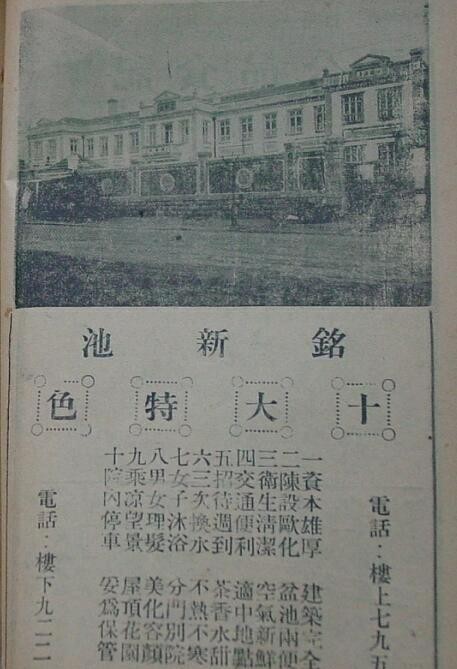 銘新池
十大特色
電話：樓上七九五
一資本雄厚　建築
二陳設歐化　盆池兩便
三衛生清潔　空氣新鮮
四交通便利　適中地點
五招待週到　茶香水甜
六三次換水　不熱不寒
七女子沐浴　分門別院
八男女理髮　美化容顏
九乘凉望景　屋頂花園
十院內停車　妥爲保管
電話：樓下九二二